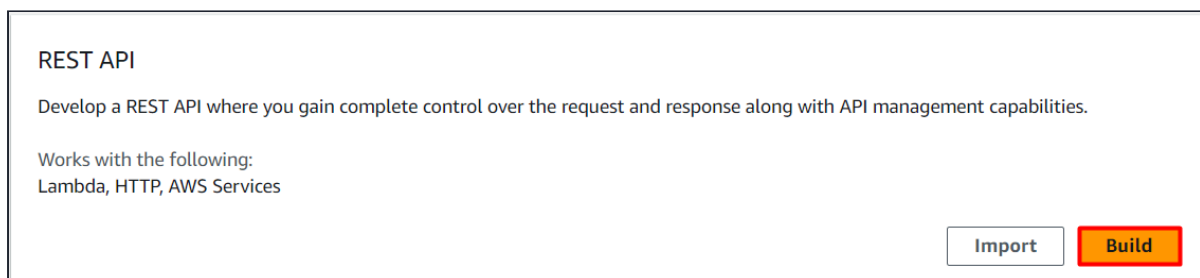 REST API
Develop a REST API where you gain complete control over the request and response along with API management capabilities.
Works with the following:
Lambda, HTTP, AWS Services
Import Build